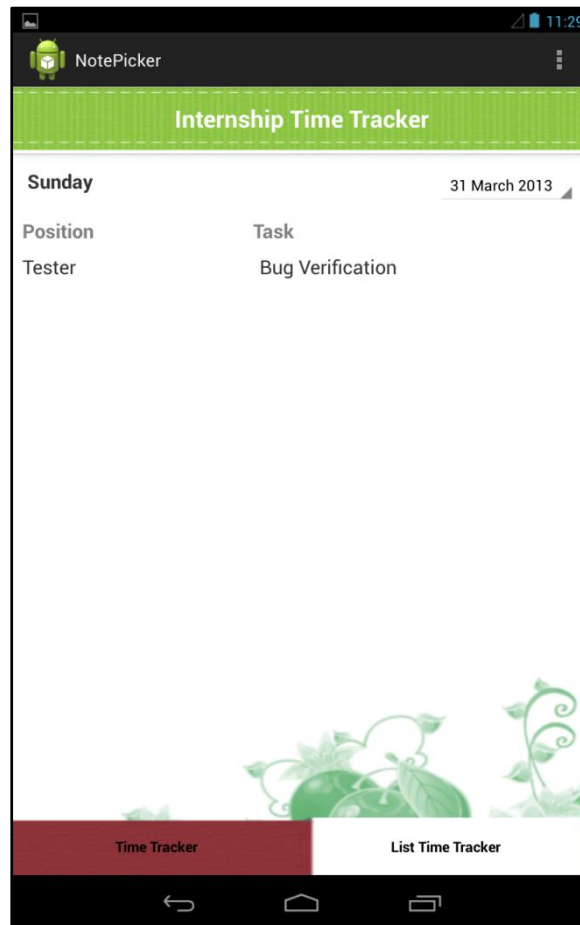 11:29
NotePicker
Internship Time Tracker
Sunday 31 March 2013
Position Task
Tester Bug Verification
Time Tracker List Time Tracker